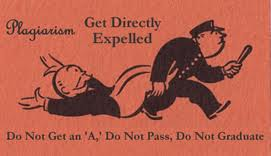 Plagiarism
Get Directly
Expelled
Do Not Get an 'A,' Do Not Pass, Do Not Graduate